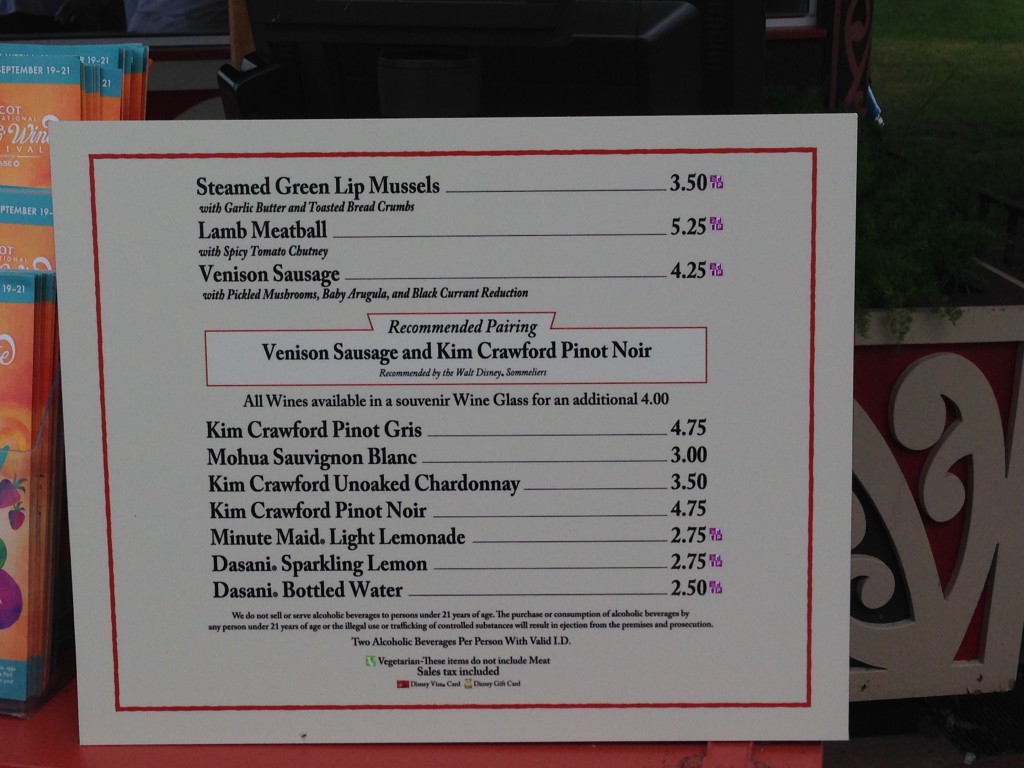 SEPTEMBER 19-21
21
COT
Wine
IVAL
PTEMBER 19-
19-21
Steamed Green Lip Mussels 3.50
with Garlic Butter and Toasted Bread Crumbs
Lamb Meatball 5.25
with Spicy Tomato Chutney
Venison Sausage 4.25
with Pickled Mushrooms, Baby Arugula, and Black Currant Reduction
Recommended Pairing
Venison Sausage and Kim Crawford Pinot Noir
Recommended by the Walt Disney® Sommeliers
All Wines available in a souvenir Wine Glass for an additional 4.00
Kim Crawford Pinot Gris 4.75
Mohua Sauvignon Blanc 3.00
Kim Crawford Unoaked Chardonnay 3.50
Kim Crawford Pinot Noir 4.75
Minute Maid® Light Lemonade 2.75
Dasani® Sparkling Lemon 2.75
Dasani® Bottled Water 2.50
We do not sell or serve alcoholic beverages to persons under 21 years of age. The purchase or consumption of alcoholic beverages by
any person under 21 years of age or the illegal use or trafficking of controlled substances will result in ejection from the premises and prosecution.
Two Alcoholic Beverages Per Person With Valid I.D.
Vegetarian-These items do not include Meat
Sales tax included
Disney Visa® Card Disney Gift Card